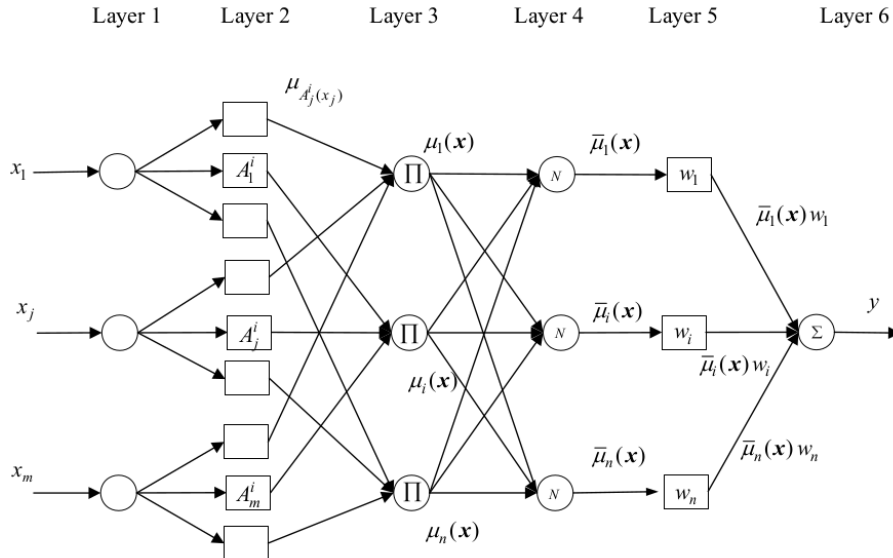 Layer 1 Layer 2 Layer 3 Layer 4 Layer 5 Layer 6
μ_{A_j^i(x_j)}
μ_1(x) μ̅_1(x)
x_1 A_1^i ∏ N w_1
μ̅_1(x)w_1
x_j μ̅_i(x) y
A_j^i ∏ N w_i Σ
μ_i(x) μ̅_i(x)w_i
μ̅_n(x) μ̅_n(x)w_n
x_m A_m^i ∏ N w_n
μ_n(x)